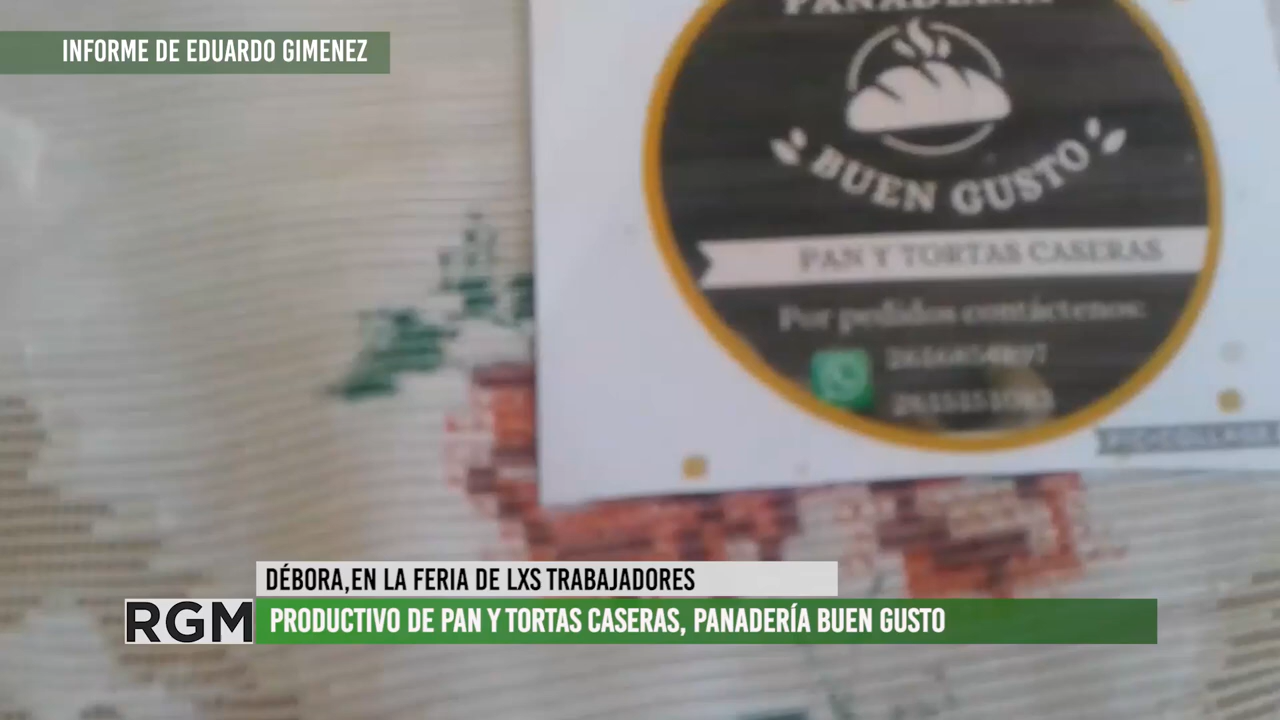 INFORME DE EDUARDO GIMENEZ
PANADERIA
BUEN GUSTO
PAN Y TORTAS CASERAS
Por pedidos contáctenos:
DÉBORA,EN LA FERIA DE LXS TRABAJADORES
RGM
PRODUCTIVO DE PAN Y TORTAS CASERAS, PANADERÍA BUEN GUSTO